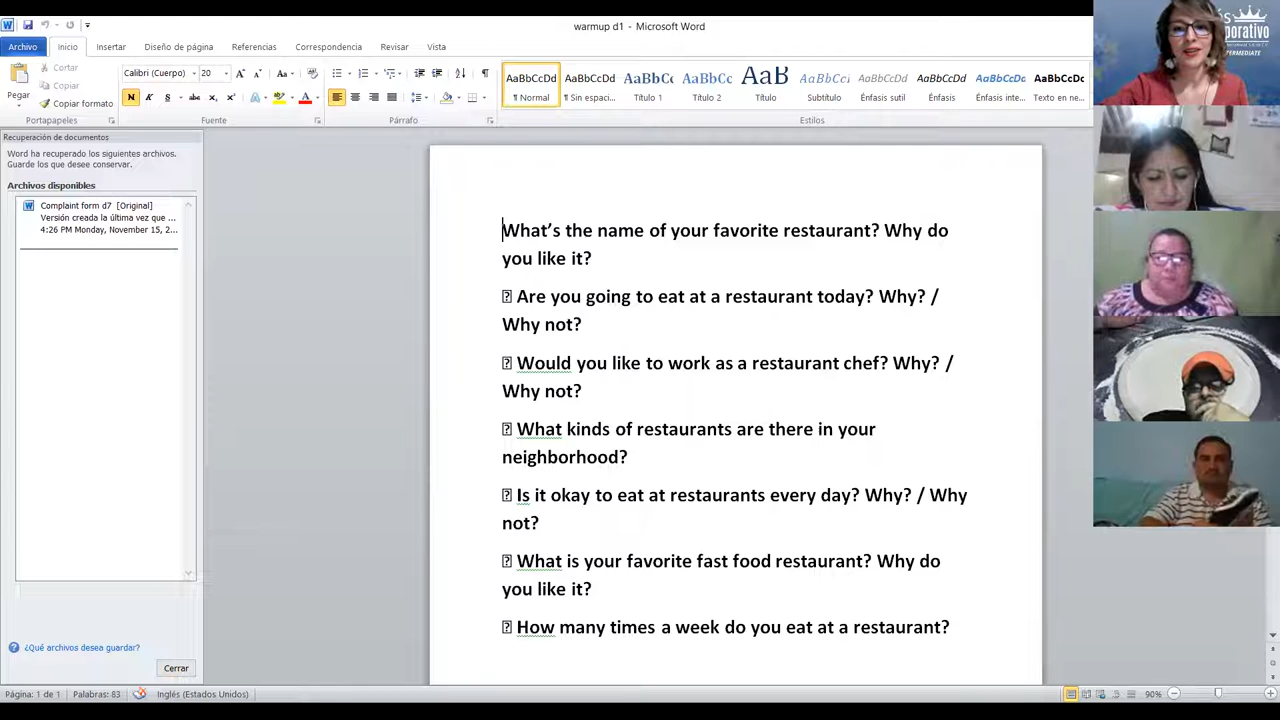 warmup d1 - Microsoft Word
Archivo Inicio Insertar Diseño de página Referencias Correspondencia Revisar Vista
Cortar
Copiar
Copiar formato
Pegar
Portapapeles
Calibri (Cuerpo) 20
Fuente
Párrafo
AaBbCcDd AaBbCcDd AaBbCc AaBbCc AaB AaBbCcDd AaBbCcDd AaBbCcDd AaBbCcDd AaBbCcDc
¶ Normal ¶ Sin espaci... Título 1 Título 2 Título Subtítulo Énfasis sutil Énfasis Énfasis inte... Texto en ne...
Estilos
Recuperación de documentos
Word ha recuperado los siguientes archivos.
Guarde los que desee conservar.
Archivos disponibles
Complaint form d7 [Original]
Versión creada la última vez que ...
4:26 PM Monday, November 15, 2...
¿Qué archivos desea guardar?
Cerrar
What’s the name of your favorite restaurant? Why do
you like it?
Are you going to eat at a restaurant today? Why? /
Why not?
Would you like to work as a restaurant chef? Why? /
Why not?
What kinds of restaurants are there in your
neighborhood?
Is it okay to eat at restaurants every day? Why? / Why
not?
What is your favorite fast food restaurant? Why do
you like it?
How many times a week do you eat at a restaurant?
Página: 1 de 1 Palabras: 83 Inglés (Estados Unidos) 90%